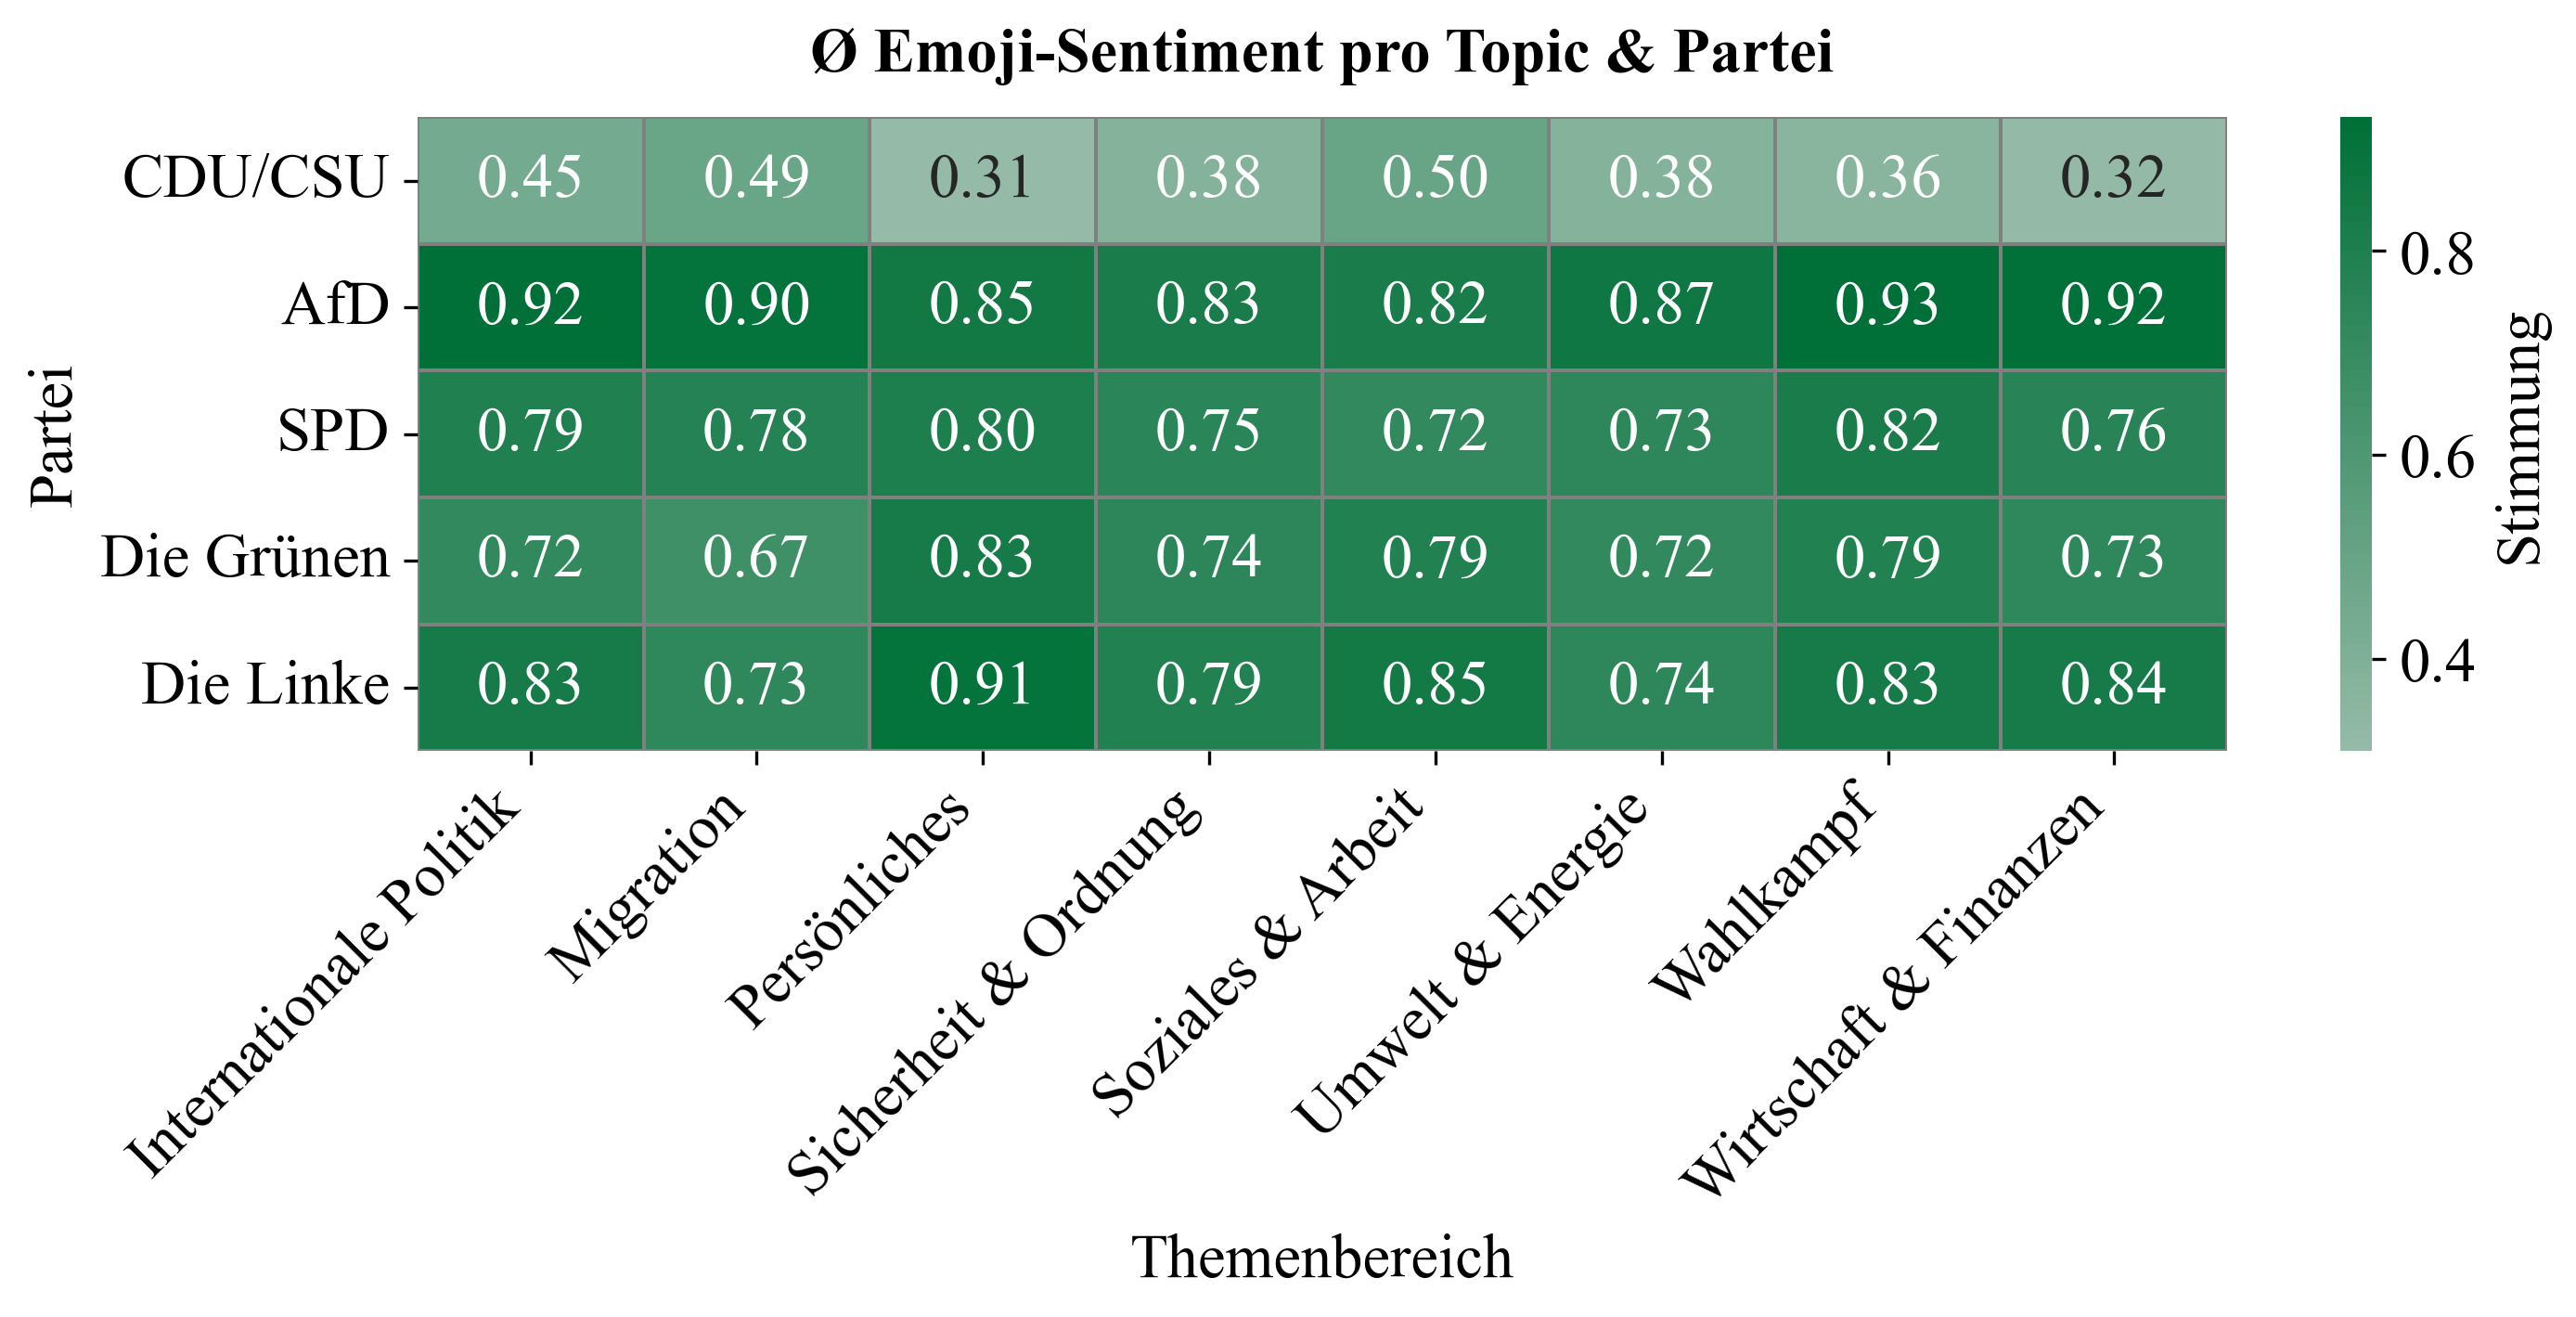 Ø Emoji-Sentiment pro Topic & Partei
Partei
CDU/CSU 0.45 0.49 0.31 0.38 0.50 0.38 0.36 0.32
AfD 0.92 0.90 0.85 0.83 0.82 0.87 0.93 0.92
SPD 0.79 0.78 0.80 0.75 0.72 0.73 0.82 0.76
Die Grünen 0.72 0.67 0.83 0.74 0.79 0.72 0.79 0.73
Die Linke 0.83 0.73 0.91 0.79 0.85 0.74 0.83 0.84
Internationale Politik
Migration
Persönliches
Sicherheit & Ordnung
Soziales & Arbeit
Umwelt & Energie
Wahlkampf
Wirtschaft & Finanzen
Themenbereich
0.8
0.6
0.4
Stimmung